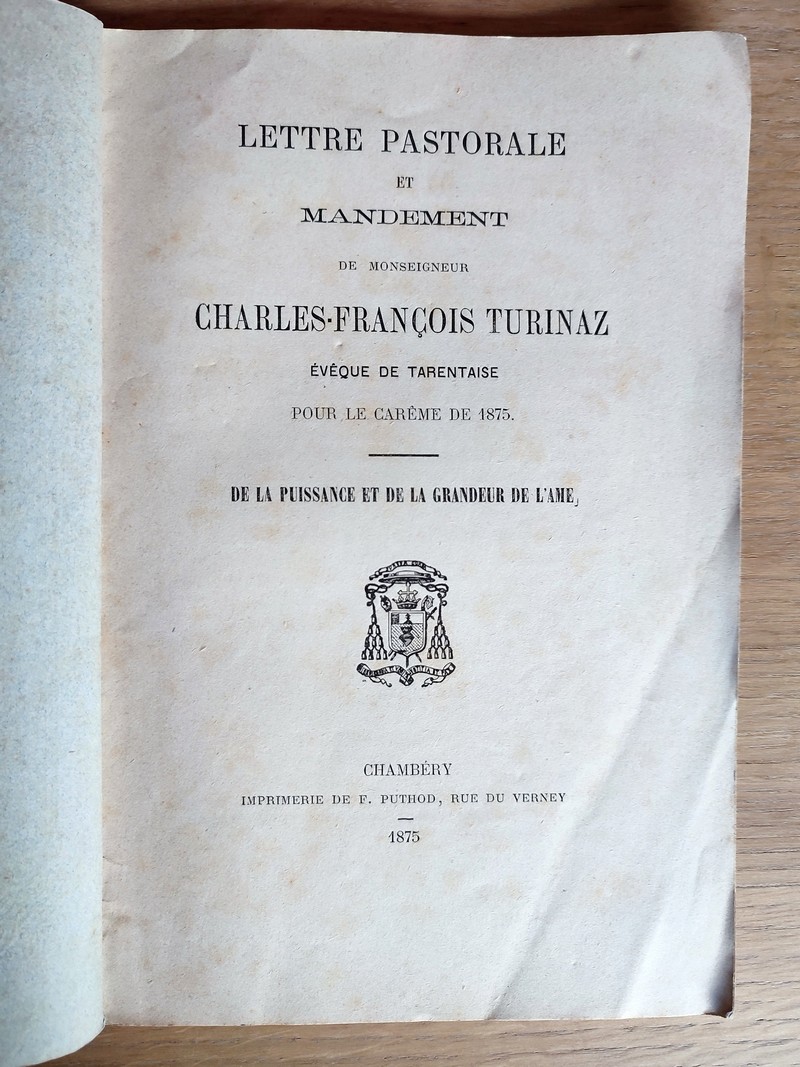 LETTRE PASTORALE
ET
MANDEMENT
DE MONSEIGNEUR
CHARLES-FRANÇOIS TURINAZ
ÉVÊQUE DE TARENTAISE
POUR LE CARÊME DE 1875.
DE LA PUISSANCE ET DE LA GRANDEUR DE L'AME
CHAMBÉRY
IMPRIMERIE DE F. PUTHOD, RUE DU VERNEY
1875